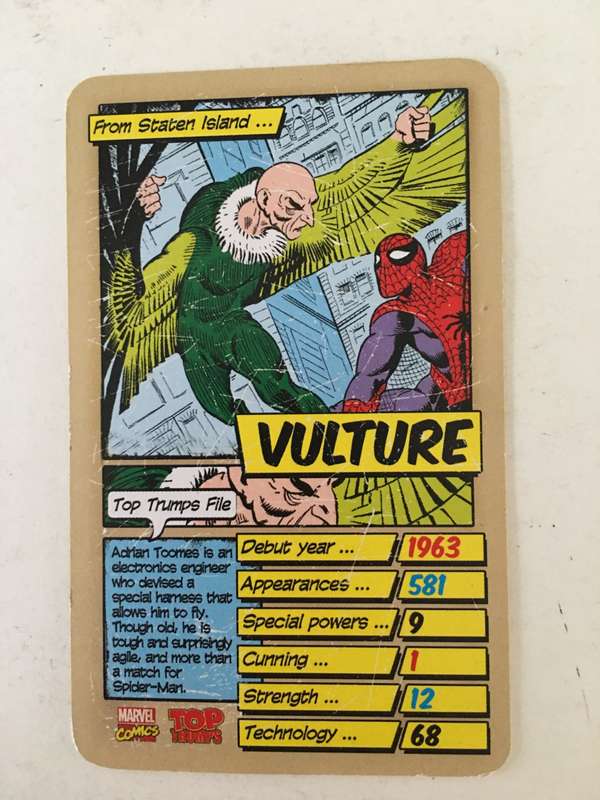 From Staten Island ...
VULTURE
Top Trumps File
Adrian Toomes is an
electronics engineer
who devised a
special harness that
allows him to fly.
Though old, he is
tough and surprisingly
agile, and more than
a match for
Spider-Man.
Debut year ... 1963
Appearances ... 581
Special powers ... 9
Cunning ... 1
Strength ... 12
Technology ... 68
MARVEL
COMICS
TOP
TRUMPS